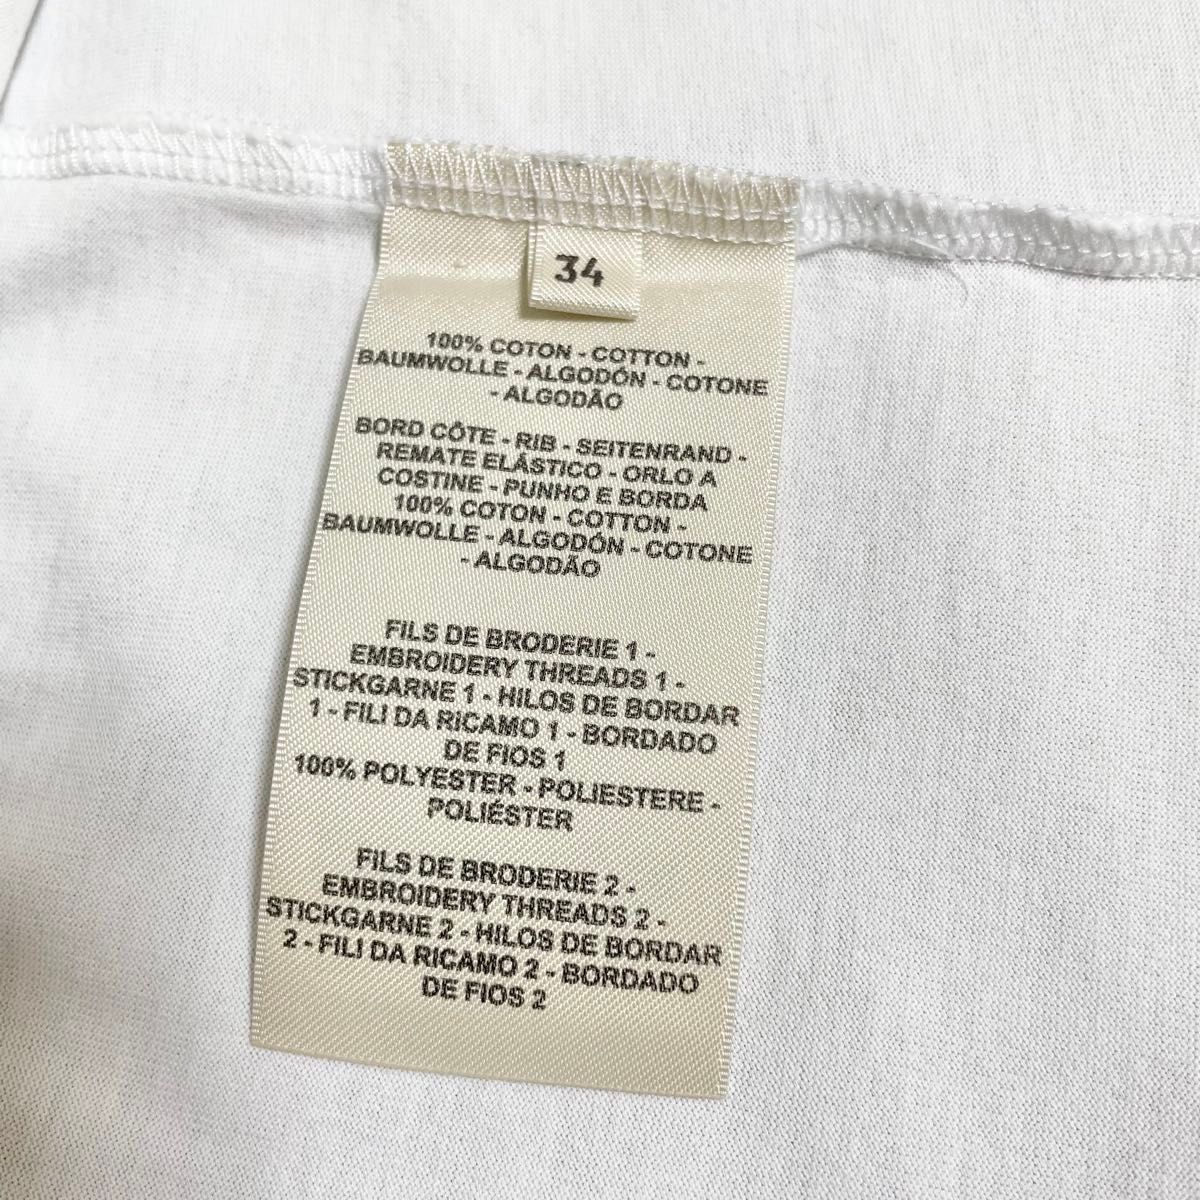 34
100% COTON - COTTON -
BAUMWOLLE - ALGODÓN - COTONE
- ALGODÃO
BORD CÔTE - RIB - SEITENRAND -
REMATE ELÁSTICO - ORLO A
COSTINE - PUNHO E BORDA
100% COTON - COTTON -
BAUMWOLLE - ALGODÓN - COTONE
- ALGODÃO
FILS DE BRODERIE 1 -
EMBROIDERY THREADS 1 -
STICKGARNE 1 - HILOS DE BORDAR
1 - FILI DA RICAMO 1 - BORDADO
DE FIOS 1
100% POLYESTER - POLIESTERE -
POLIÉSTER
FILS DE BRODERIE 2 -
EMBROIDERY THREADS 2 -
STICKGARNE 2 - HILOS DE BORDAR
2 - FILI DA RICAMO 2 - BORDADO
DE FIOS 2